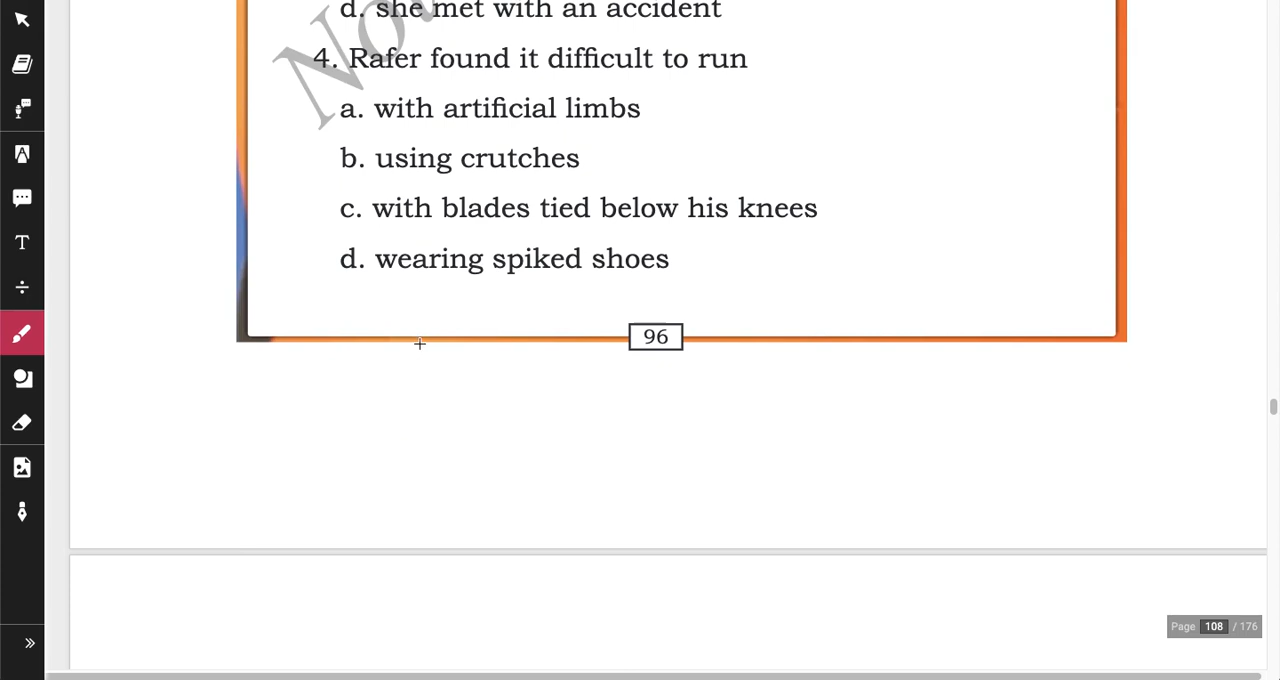 d. she met with an accident
4. Rafer found it difficult to run
a. with artificial limbs
b. using crutches
c. with blades tied below his knees
d. wearing spiked shoes
96
Page 108 / 176